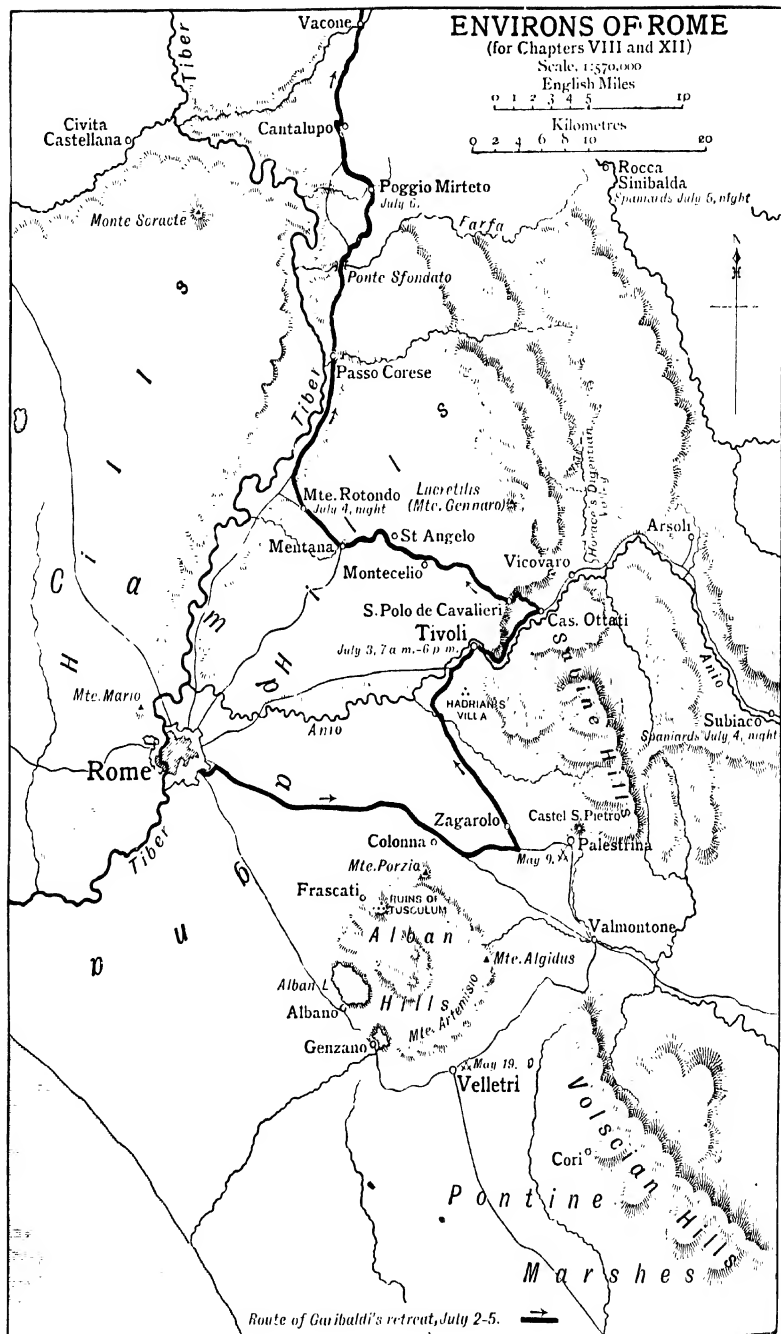 ENVIRONS OF ROME
(for Chapters VIII and XII)
Scale, 1:570,000
English Miles
0 1 2 3 4 5 10
Kilometres
0 2 4 6 8 10 20
Vacone
Tiber
Civita
Castellana
Cantalupo
Rocca
Sinibalda
Spaniards July 5, night
Poggio Mirteto
July 6.
Monte Soracte
Farfa
N
Ponte Sfondato
Passo Corese
Tiber
Mte. Rotondo
July 4, night
Lucretilis
(Mte. Gennaro)
Horace's Digentian
Valley
Mentana
St Angelo
Arsoli
Montecelio
Vicovaro
S. Polo de Cavalieri
Cas. Ottati
Tivoli
July 3, 7 a.m.-6 p.m.
Anio
Sabine Hills
HADRIAN'S
VILLA
Mte. Mario
Anio
Subiaco
Spaniards July 4, night
Rome
Zagarolo
Castel S. Pietro
Palestrina
May 9.
Colonna
Tiber
Mte. Porzia
Frascati
RUINS OF
TUSCULUM
Valmontone
Alban
Hills
Mte. Algidus
Alban L.
Albano
Mte. Artemisio
Genzano
May 19.
Velletri
Volscian Hills
Cori
Pontine
Marshes
Route of Garibaldi's retreat, July 2-5.